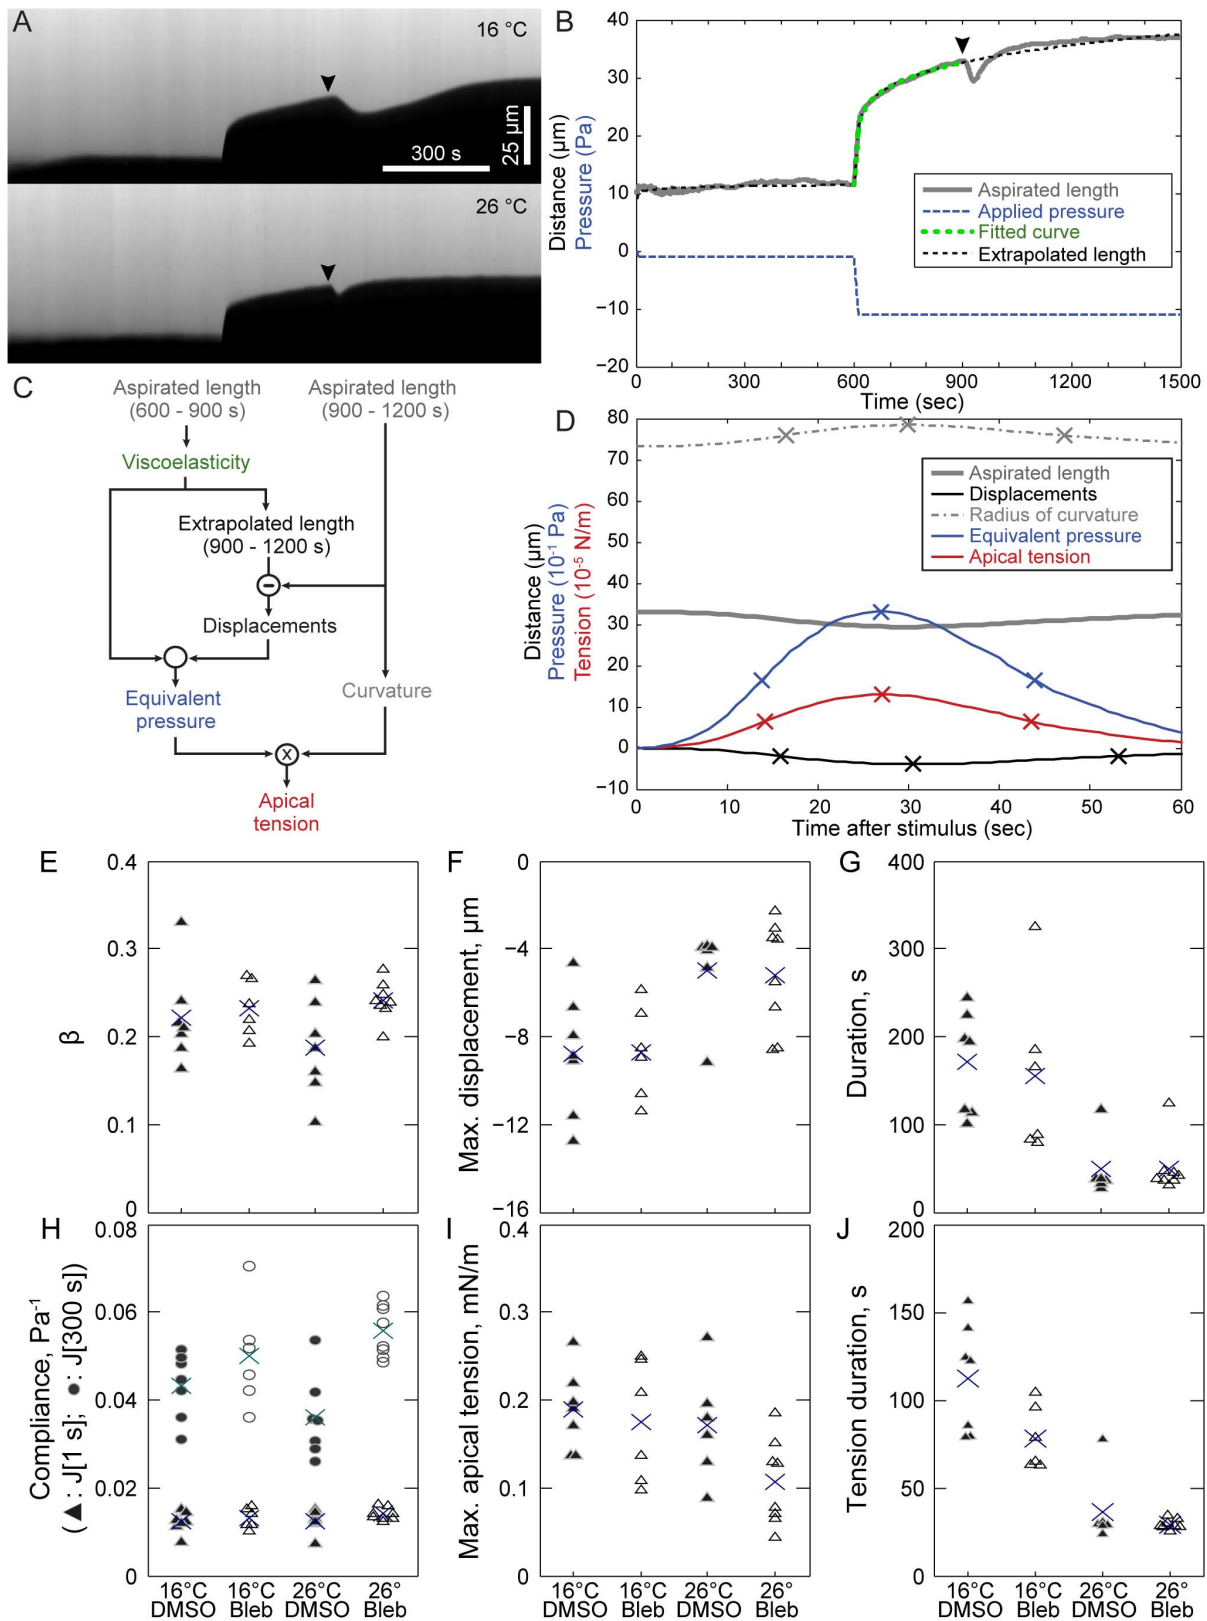 A
16 °C
300 s
25 µm
26 °C
B
Distance (µm)
Pressure (Pa)
40
30
20
10
0
−10
−20
Aspirated length
Applied pressure
Fitted curve
Extrapolated length
0
300
600
900
1200
1500
Time (sec)
C
Aspirated length
(600 - 900 s)
Aspirated length
(900 - 1200 s)
Viscoelasticity
Extrapolated length
(900 - 1200 s)
−
Displacements
Equivalent
pressure
Curvature
x
Apical
tension
D
Distance (µm)
Pressure (10⁻¹ Pa)
Tension (10⁻⁵ N/m)
80
70
60
50
40
30
20
10
0
−10
Aspirated length
Displacements
Radius of curvature
Equivalent pressure
Apical tension
0
10
20
30
40
50
60
Time after stimulus (sec)
E
β
0.4
0.3
0.2
0.1
0
F
Max. displacement, µm
0
−4
−8
−12
−16
G
Duration, s
400
300
200
100
0
H
Compliance, Pa⁻¹
(▲: J[1 s]; ●: J[300 s])
0.08
0.06
0.04
0.02
0
16°C
DMSO
16°C
Bleb
26°C
DMSO
26°
Bleb
I
Max. apical tension, mN/m
0.4
0.3
0.2
0.1
0
16°C
DMSO
16°C
Bleb
26°C
DMSO
26°
Bleb
J
Tension duration, s
200
150
100
50
0
16°C
DMSO
16°C
Bleb
26°C
DMSO
26°
Bleb